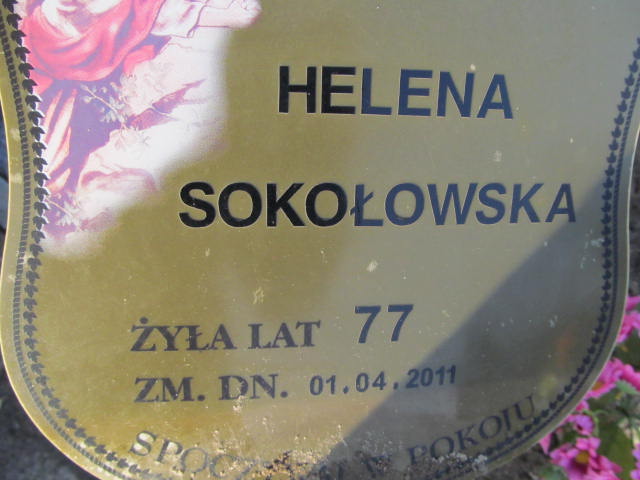 HELENA
SOKOŁOWSKA
ŻYŁA LAT 77
ZM. DN. 01.04.2011
W POKOJU